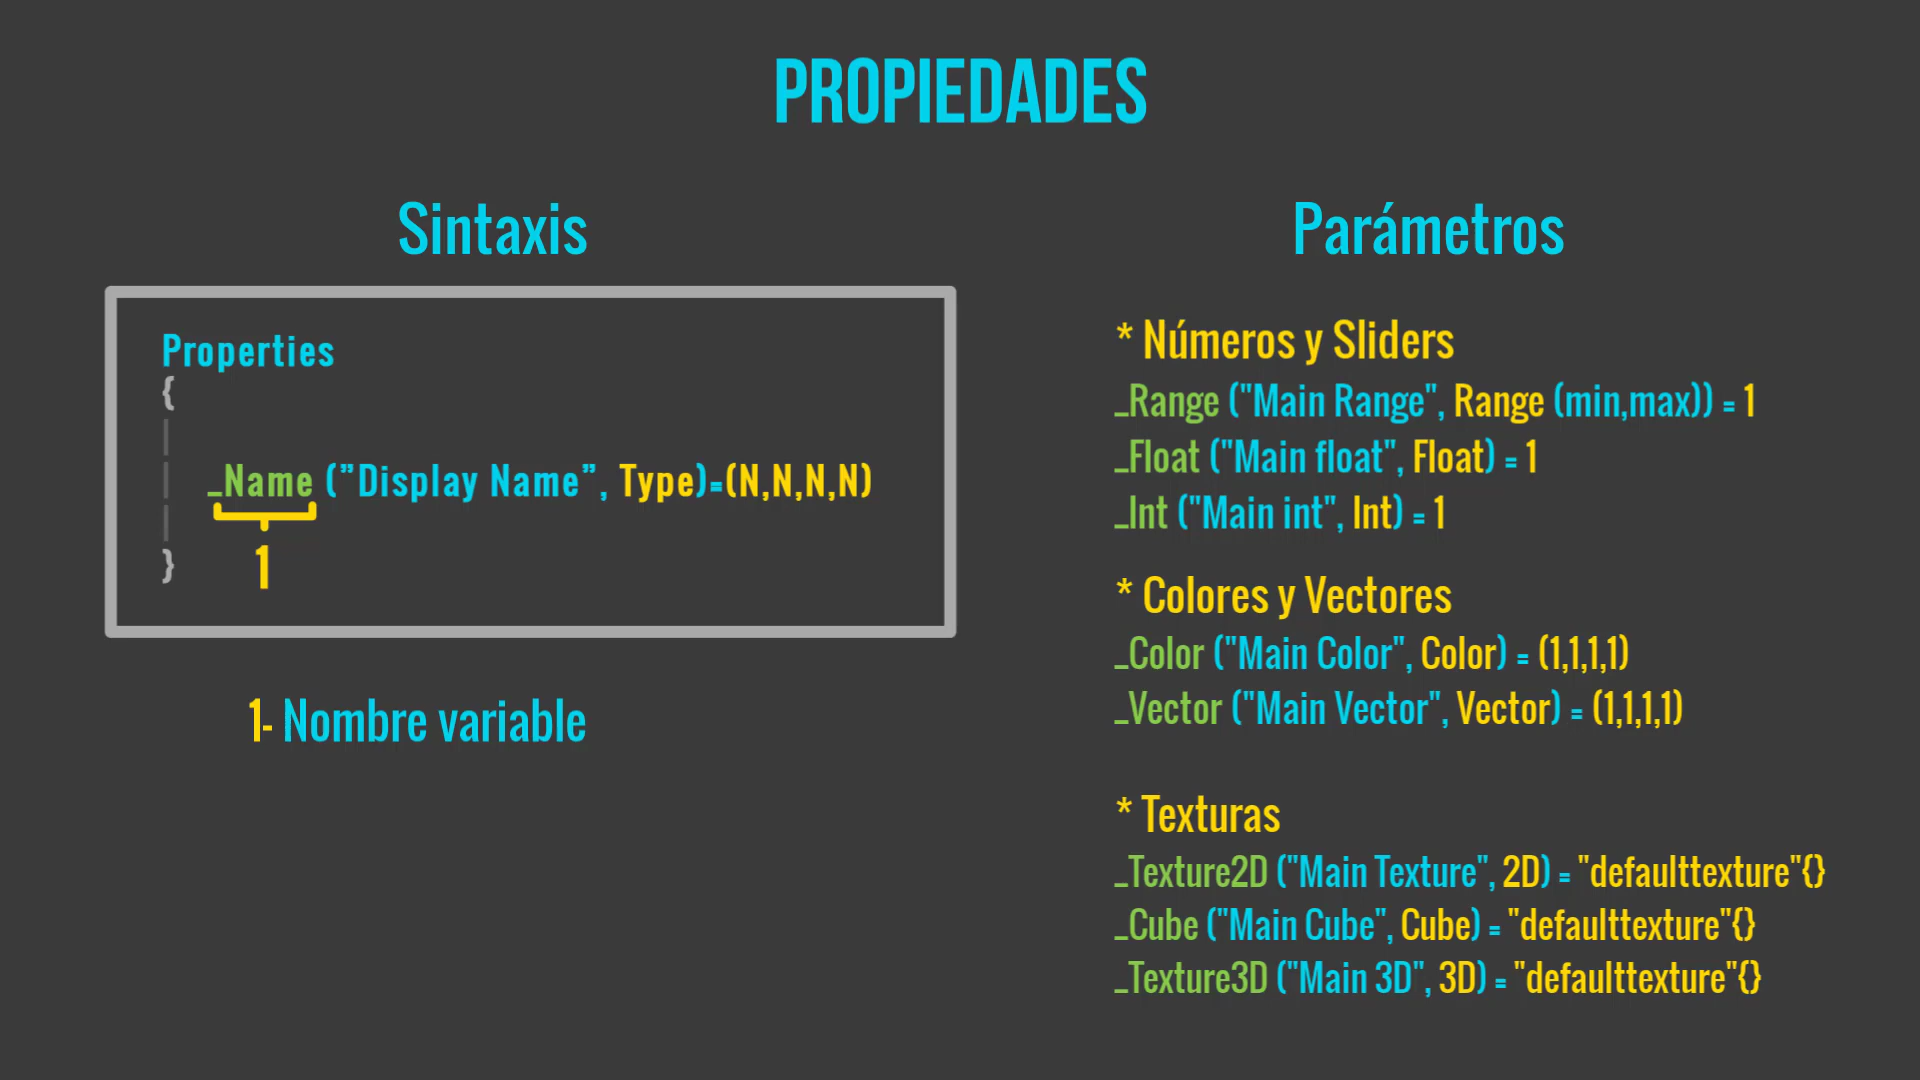 PROPIEDADES
Sintaxis
Properties
{
_Name ("Display Name", Type)=(N,N,N,N)
1
}
1- Nombre variable
Parámetros
* Números y Sliders
_Range ("Main Range", Range (min,max)) = 1
_Float ("Main float", Float) = 1
_Int ("Main int", Int) = 1
* Colores y Vectores
_Color ("Main Color", Color) = (1,1,1,1)
_Vector ("Main Vector", Vector) = (1,1,1,1)
* Texturas
_Texture2D ("Main Texture", 2D) = "defaulttexture"{}
_Cube ("Main Cube", Cube) = "defaulttexture"{}
_Texture3D ("Main 3D", 3D) = "defaulttexture"{}